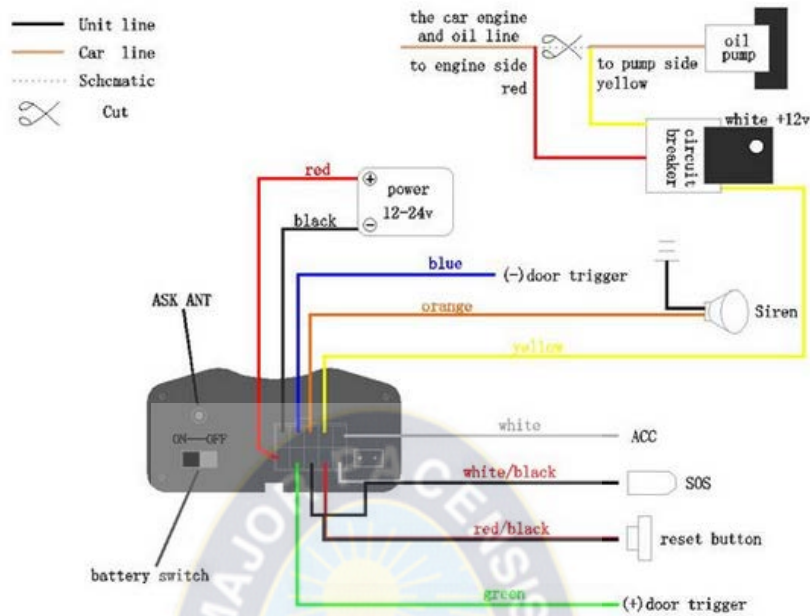 Unit line
Car line
Schematic
Cut
the car engine
and oil line
to engine side
red
to pump side
yellow
oil
pump
white +12v
circuit
breaker
red
power
12-24v
black
blue
(-)door trigger
orange
Siren
yellow
ASK ANT
ON—OFF
white
ACC
white/black
SOS
red/black
reset button
battery switch
green
(+)door trigger